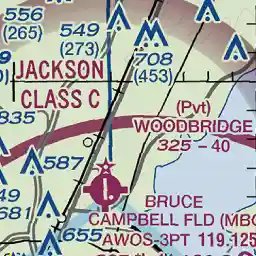 556
(265)
549
(273)
708
(453)
JACKSON
CLASS C
835
(Pvt)
WOODBRIDGE
325 - 40
587
49
681
655
BRUCE
CAMPBELL FLD (MBO
AWOS-3PT 119.125